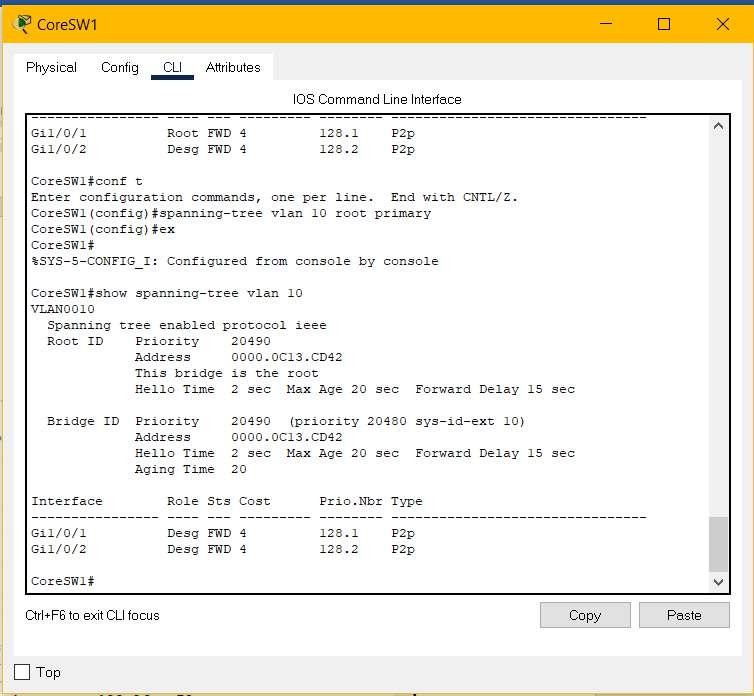 CoreSW1
Physical Config CLI Attributes
IOS Command Line Interface
---------------- ---- --- --------- -------- --------------------------------
Gi1/0/1          Root FWD 4         128.1    P2p
Gi1/0/2          Desg FWD 4         128.2    P2p
CoreSW1#conf t
Enter configuration commands, one per line.  End with CNTL/Z.
CoreSW1(config)#spanning-tree vlan 10 root primary
CoreSW1(config)#ex
CoreSW1#
%SYS-5-CONFIG_I: Configured from console by console
CoreSW1#show spanning-tree vlan 10
VLAN0010
  Spanning tree enabled protocol ieee
  Root ID    Priority    20490
             Address     0000.0C13.CD42
             This bridge is the root
             Hello Time  2 sec  Max Age 20 sec  Forward Delay 15 sec
  Bridge ID  Priority    20490  (priority 20480 sys-id-ext 10)
             Address     0000.0C13.CD42
             Hello Time  2 sec  Max Age 20 sec  Forward Delay 15 sec
             Aging Time  20
Interface        Role Sts Cost      Prio.Nbr Type
---------------- ---- --- --------- -------- --------------------------------
Gi1/0/1          Desg FWD 4         128.1    P2p
Gi1/0/2          Desg FWD 4         128.2    P2p
CoreSW1#
Ctrl+F6 to exit CLI focus
Copy Paste
Top